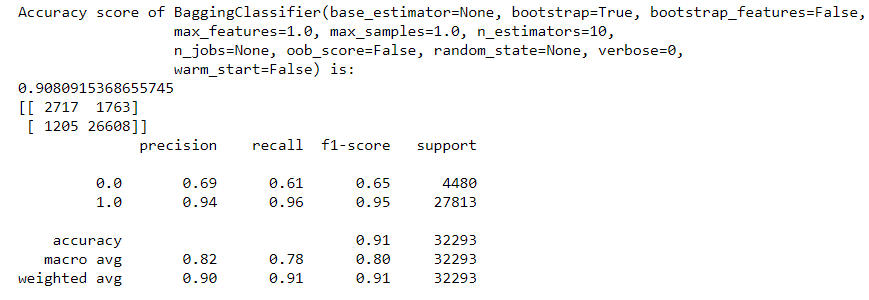 Accuracy score of BaggingClassifier(base_estimator=None, bootstrap=True, bootstrap_features=False,
max_features=1.0, max_samples=1.0, n_estimators=10,
n_jobs=None, oob_score=False, random_state=None, verbose=0,
warm_start=False) is:
0.9080915368655745
[[ 2717 1763]
[ 1205 26608]]
precision recall f1-score support
0.0 0.69 0.61 0.65 4480
1.0 0.94 0.96 0.95 27813
accuracy 0.91 32293
macro avg 0.82 0.78 0.80 32293
weighted avg 0.90 0.91 0.91 32293